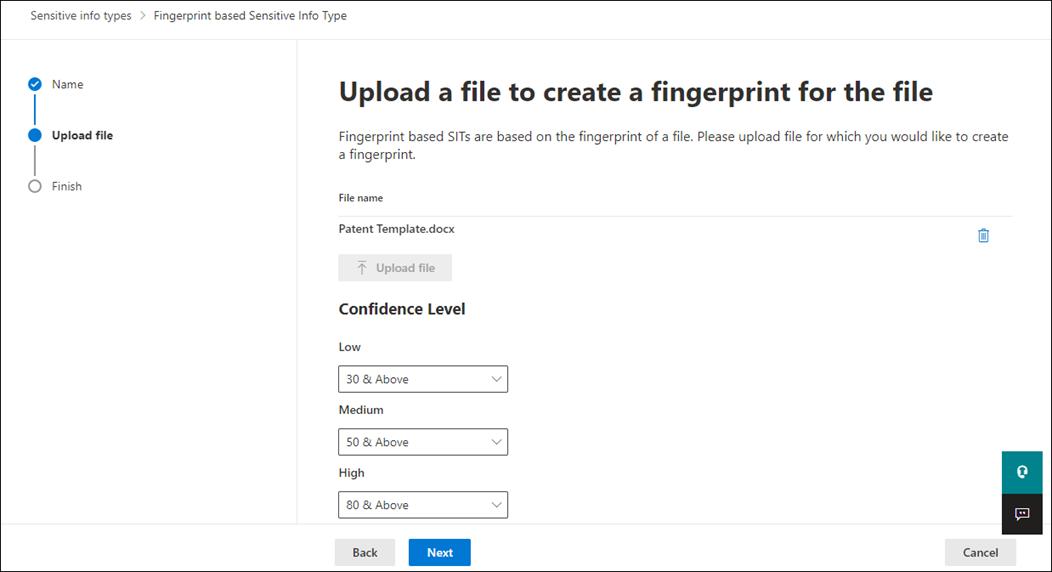 Sensitive info types > Fingerprint based Sensitive Info Type
Name
Upload file
Finish
Upload a file to create a fingerprint for the file
Fingerprint based SITs are based on the fingerprint of a file. Please upload file for which you would like to create
a fingerprint.
File name
Patent Template.docx
Upload file
Confidence Level
Low
30 & Above
Medium
50 & Above
High
80 & Above
Back
Next
Cancel